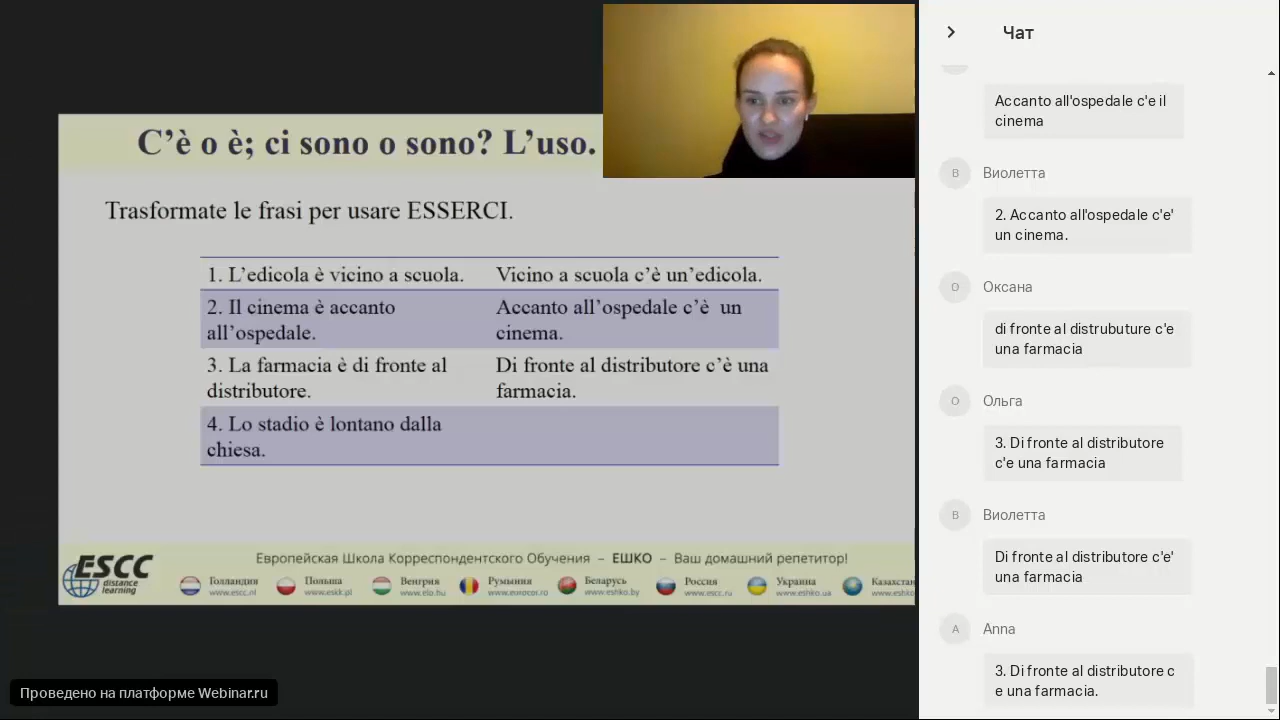 C'è o è; ci sono o sono? L'uso.
Trasformate le frasi per usare ESSERCI.
1. L'edicola è vicino a scuola.
Vicino a scuola c'è un'edicola.
2. Il cinema è accanto
all'ospedale.
Accanto all'ospedale c'è un
cinema.
3. La farmacia è di fronte al
distributore.
Di fronte al distributore c'è una
farmacia.
4. Lo stadio è lontano dalla
chiesa.
ESCC
distance
learning
Европейская Школа Корреспондентского Обучения – ЕШКО – Ваш домашний репетитор!
Голландия
www.escc.nl
Польша
www.eskk.pl
Венгрия
www.elo.hu
Румыния
www.eurocor.ro
Беларусь
www.eshko.by
Россия
www.escc.ru
Украина
www.eshko.ua
Казахстан
Проведено на платформе Webinar.ru
Чат
Accanto all'ospedale c'e il
cinema
В
Виолетта
2. Accanto all'ospedale c'e'
un cinema.
О
Оксана
di fronte al distrubuture c'e
una farmacia
О
Ольга
3. Di fronte al distributore
c'e una farmacia
В
Виолетта
Di fronte al distributore c'e'
una farmacia
A
Anna
3. Di fronte al distributore c
e una farmacia.